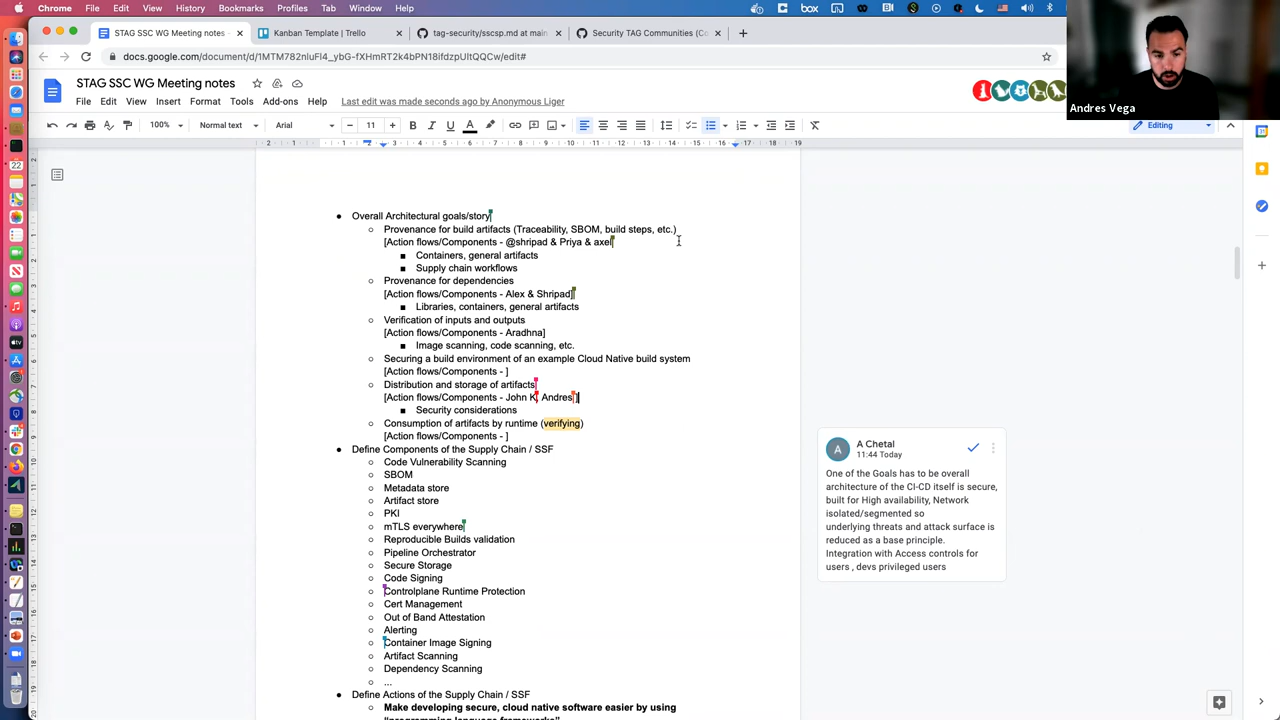 Chrome File Edit View History Bookmarks Profiles Tab Window Help
STAG SSC WG Meeting notes
Kanban Template | Trello
tag-security/sscsp.md at main
Security TAG Communities (Co
docs.google.com/document/d/1MTM782nluFl4_ybG-fXHmRT2k4bPN18ifdzpUltQQCw/edit#
Andres Vega
STAG SSC WG Meeting notes
File Edit View Insert Format Tools Add-ons Help Last edit was made seconds ago by Anonymous Liger
100% Normal text Arial 11 Editing
● Overall Architectural goals/story
○ Provenance for build artifacts (Traceability, SBOM, build steps, etc.)
[Action flows/Components - @shripad & Priya & axel
■ Containers, general artifacts
■ Supply chain workflows
○ Provenance for dependencies
[Action flows/Components - Alex & Shripad]
■ Libraries, containers, general artifacts
○ Verification of inputs and outputs
[Action flows/Components - Aradhna]
■ Image scanning, code scanning, etc.
○ Securing a build environment of an example Cloud Native build system
[Action flows/Components - ]
○ Distribution and storage of artifacts
[Action flows/Components - John K, Andres ]
■ Security considerations
○ Consumption of artifacts by runtime (verifying)
[Action flows/Components - ]
● Define Components of the Supply Chain / SSF
○ Code Vulnerability Scanning
○ SBOM
○ Metadata store
○ Artifact store
○ PKI
○ mTLS everywhere
○ Reproducible Builds validation
○ Pipeline Orchestrator
○ Secure Storage
○ Code Signing
○ Controlplane Runtime Protection
○ Cert Management
○ Out of Band Attestation
○ Alerting
○ Container Image Signing
○ Artifact Scanning
○ Dependency Scanning
○ ...
● Define Actions of the Supply Chain / SSF
○ Make developing secure, cloud native software easier by using
"programming language frameworks"
A Chetal
11:44 Today
One of the Goals has to be overall
architecture of the CI-CD itself is secure,
built for High availability, Network
isolated/segmented so
underlying threats and attack surface is
reduced as a base principle.
Integration with Access controls for
users , devs privileged users